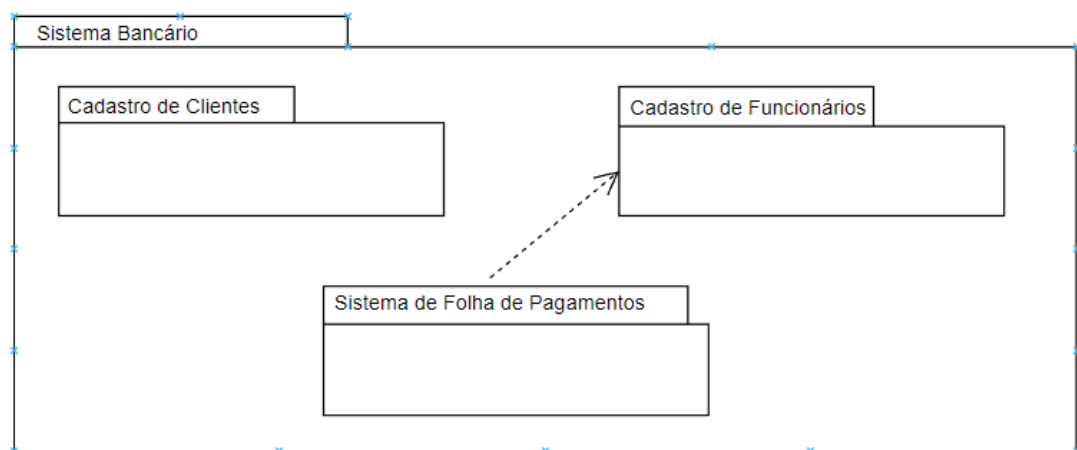 Sistema Bancário
Cadastro de Clientes
Cadastro de Funcionários
Sistema de Folha de Pagamentos